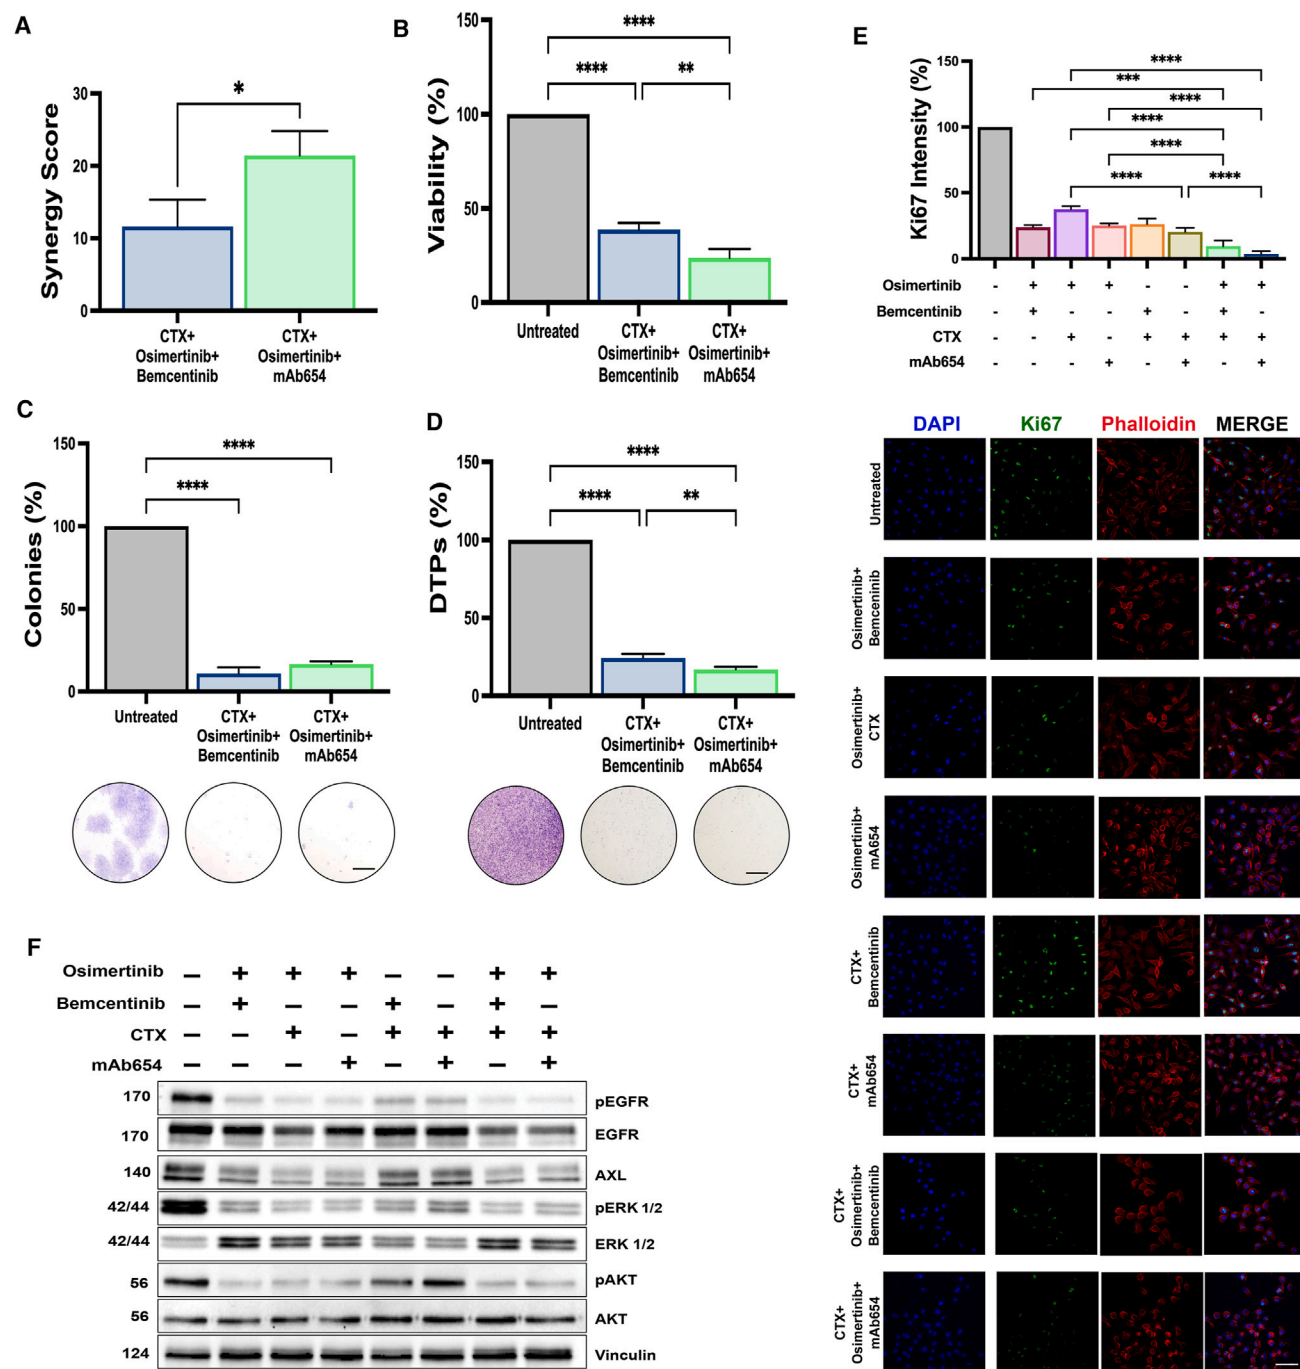 A
Synergy Score
30
20
10
0
*
CTX+
Osimertinib+
Bemcentinib
CTX+
Osimertinib+
mAb654
B
Viability (%)
150
100
50
0
****
****
**
Untreated
CTX+
Osimertinib+
Bemcentinib
CTX+
Osimertinib+
mAb654
C
Colonies (%)
150
100
50
0
****
****
Untreated
CTX+
Osimertinib+
Bemcentinib
CTX+
Osimertinib+
mAb654
D
DTPs (%)
150
100
50
0
****
****
**
Untreated
CTX+
Osimertinib+
Bemcentinib
CTX+
Osimertinib+
mAb654
E
Ki67 Intensity (%)
150
100
50
0
****
***
****
****
****
****
****
Osimertinib - + + + - - + +
Bemcentinib - + - - + - + -
CTX - - + - + + + +
mAb654 - - - + - + - +
DAPI Ki67 Phalloidin MERGE
Untreated
Osimertinib+
Bemceninib
Osimertinib+
CTX
Osimertinib+
mA654
CTX+
Bemcentinib
CTX+
mAb654
CTX+
Osimertinib+
Bemcentinib
CTX+
Osimertinib+
mAb654
F
Osimertinib − + + + − − + +
Bemcentinib − + − − + − + −
CTX − − + − + + + +
mAb654 − − − + − + − +
170 pEGFR
170 EGFR
140 AXL
42/44 pERK 1/2
42/44 ERK 1/2
56 pAKT
56 AKT
124 Vinculin